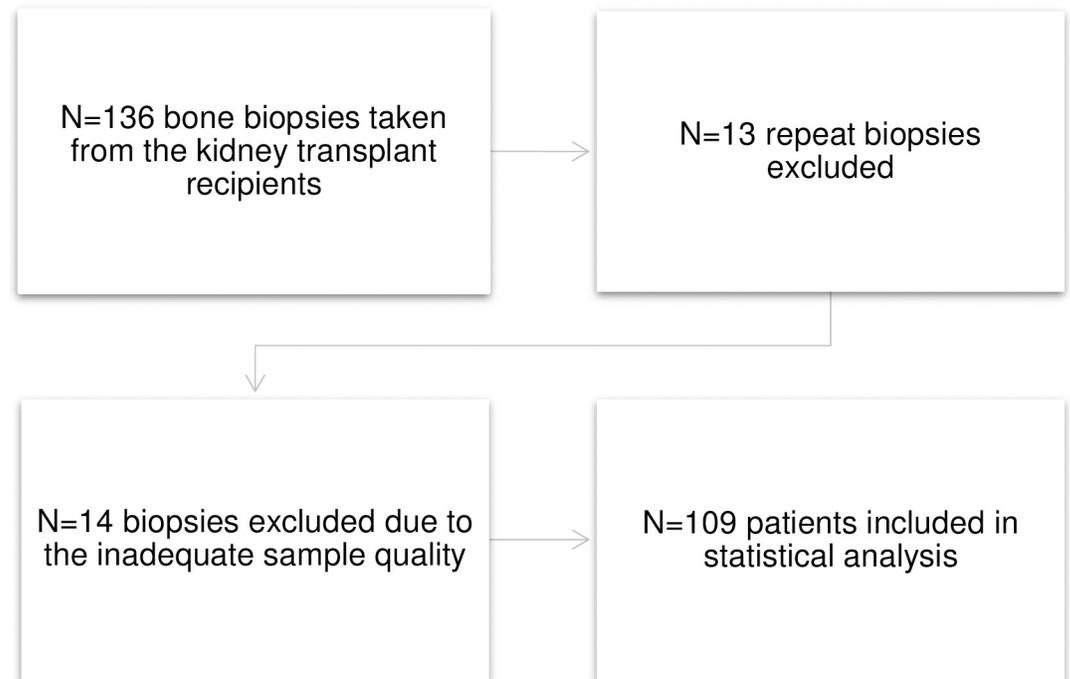 N=136 bone biopsies taken
from the kidney transplant
recipients
N=13 repeat biopsies
excluded
N=14 biopsies excluded due to
the inadequate sample quality
N=109 patients included in
statistical analysis